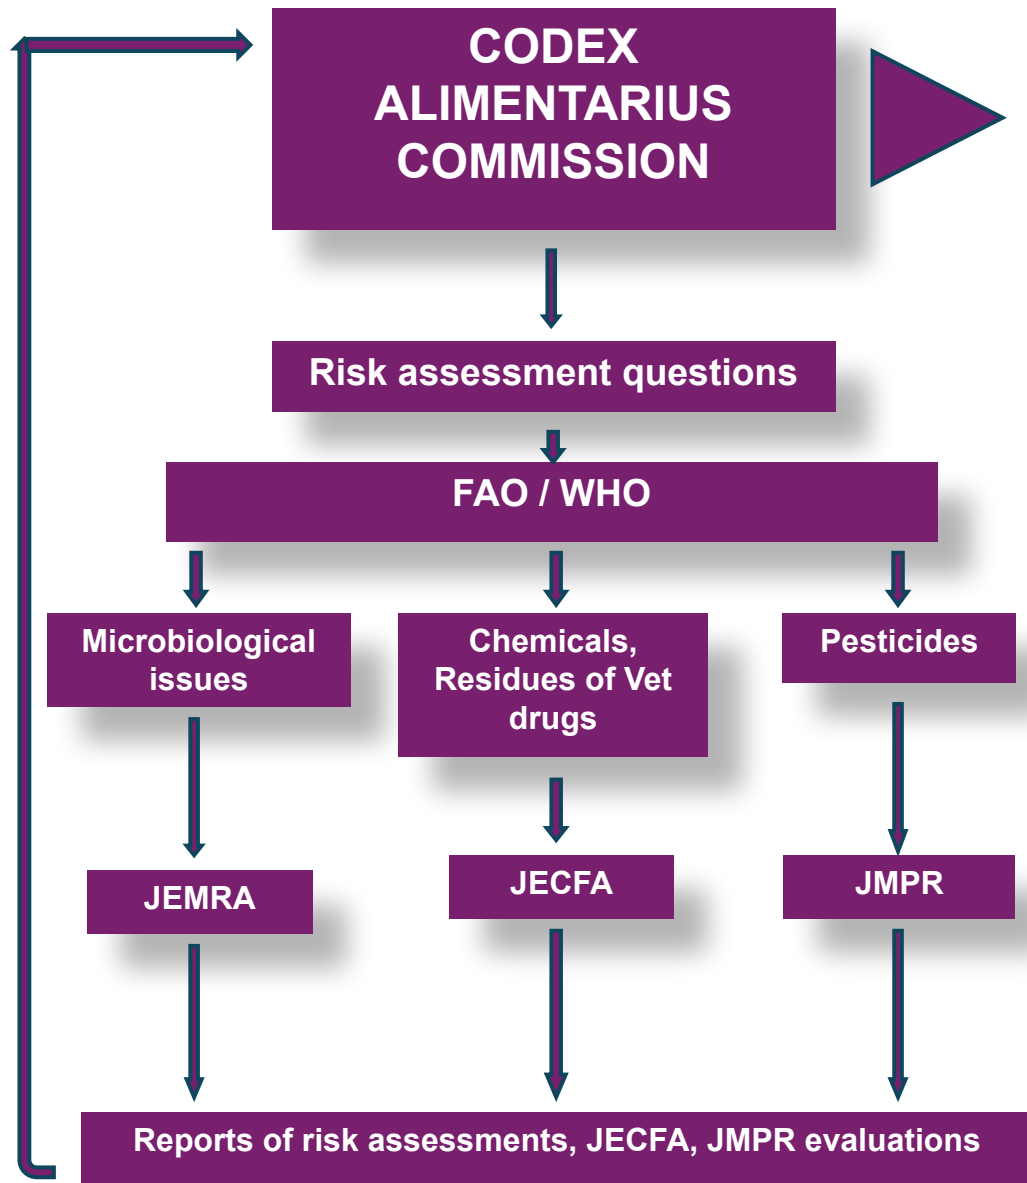 CODEX
ALIMENTARIUS
COMMISSION
Risk assessment questions
FAO / WHO
Microbiological
issues
Chemicals,
Residues of Vet
drugs
Pesticides
JEMRA
JECFA
JMPR
Reports of risk assessments, JECFA, JMPR evaluations